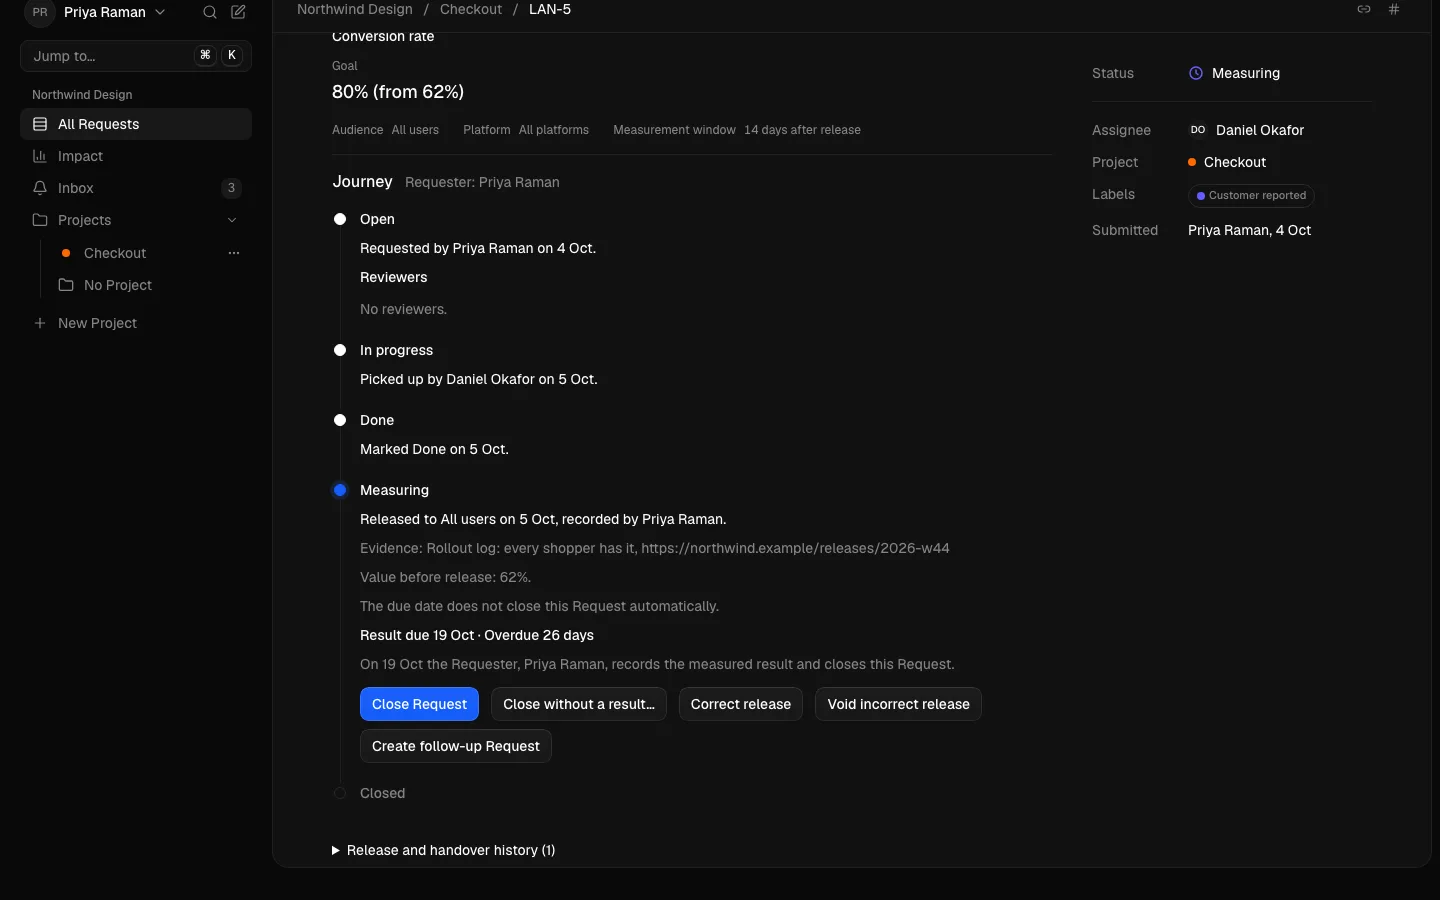 PR Priya Raman
Jump to... ⌘ K
Northwind Design
All Requests
Impact
Inbox 3
Projects
Checkout ...
No Project
New Project
Northwind Design / Checkout / LAN-5
Conversion rate
Goal
80% (from 62%)
Audience All users Platform All platforms Measurement window 14 days after release
Journey Requester: Priya Raman
Open
Requested by Priya Raman on 4 Oct.
Reviewers
No reviewers.
In progress
Picked up by Daniel Okafor on 5 Oct.
Done
Marked Done on 5 Oct.
Measuring
Released to All users on 5 Oct, recorded by Priya Raman.
Evidence: Rollout log: every shopper has it, https://northwind.example/releases/2026-w44
Value before release: 62%.
The due date does not close this Request automatically.
Result due 19 Oct · Overdue 26 days
On 19 Oct the Requester, Priya Raman, records the measured result and closes this Request.
Close Request Close without a result... Correct release Void incorrect release
Create follow-up Request
Closed
Release and handover history (1)
Status Measuring
Assignee DO Daniel Okafor
Project Checkout
Labels Customer reported
Submitted Priya Raman, 4 Oct